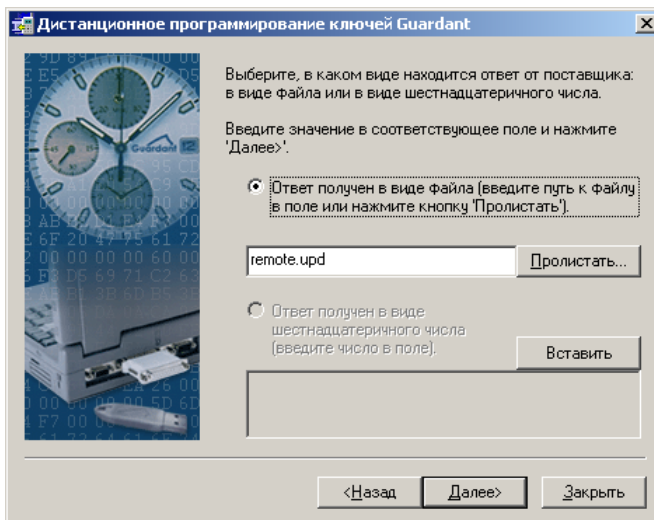 Дистанционное программирование ключей Guardant
Выберите, в каком виде находится ответ от поставщика:
в виде файла или в виде шестнадцатеричного числа.
Введите значение в соответствующее поле и нажмите
'Далее>'.
Ответ получен в виде файла (введите путь к файлу
в поле или нажмите кнопку 'Пролистать').
remote.upd
Пролистать...
Ответ получен в виде
шестнадцатеричного числа
(введите число в поле).
Вставить
Guardant
<Назад
Далее>
Закрыть